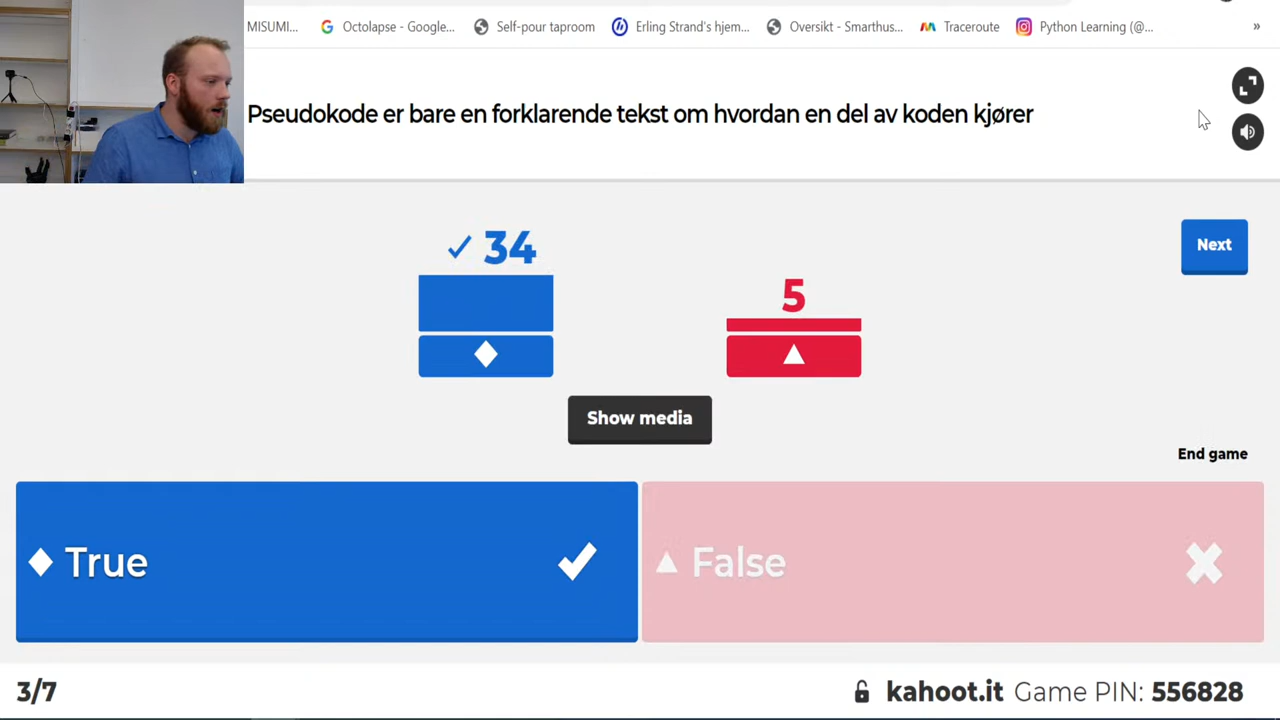 MISUMI...
Octolapse - Google...
Self-pour taproom
Erling Strand's hjem...
Oversikt - Smarthus...
Traceroute
Python Learning (@...
»
Pseudokode er bare en forklarende tekst om hvordan en del av koden kjører
34
5
Next
Show media
End game
True
False
3/7
kahoot.it Game PIN: 556828